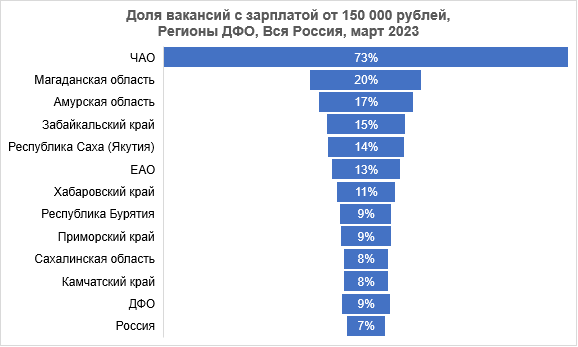 Доля вакансий с зарплатой от 150 000 рублей,
Регионы ДФО, Вся Россия, март 2023
ЧАО 73%
Магаданская область 20%
Амурская область 17%
Забайкальский край 15%
Республика Саха (Якутия) 14%
ЕАО 13%
Хабаровский край 11%
Республика Бурятия 9%
Приморский край 9%
Сахалинская область 8%
Камчатский край 8%
ДФО 9%
Россия 7%